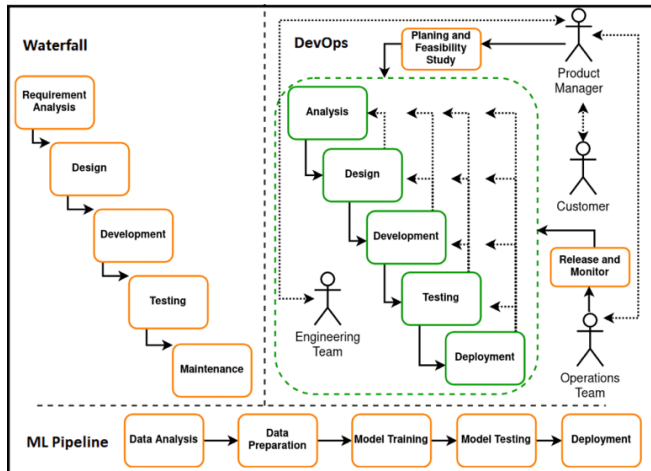 Waterfall
Requirement
Analysis
Design
Development
Testing
Maintenance
DevOps
Planing and
Feasibility
Study
Product
Manager
Analysis
Design
Development
Testing
Deployment
Customer
Release and
Monitor
Engineering
Team
Operations
Team
ML Pipeline
Data Analysis
Data
Preparation
Model Training
Model Testing
Deployment